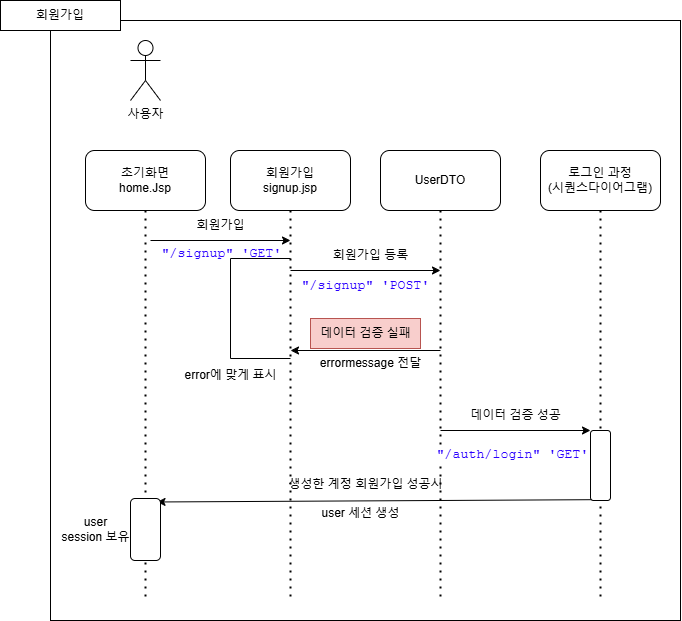 회원가입
사용자
초기화면
home.Jsp
회원가입
signup.jsp
UserDTO
로그인 과정
(시퀀스다이어그램)
회원가입
"/signup" 'GET'
회원가입 등록
"/signup" 'POST'
데이터 검증 실패
errormessage 전달
error에 맞게 표시
데이터 검증 성공
"/auth/login" 'GET'
생성한 계정 회원가입 성공시
user 세션 생성
user
session 보유